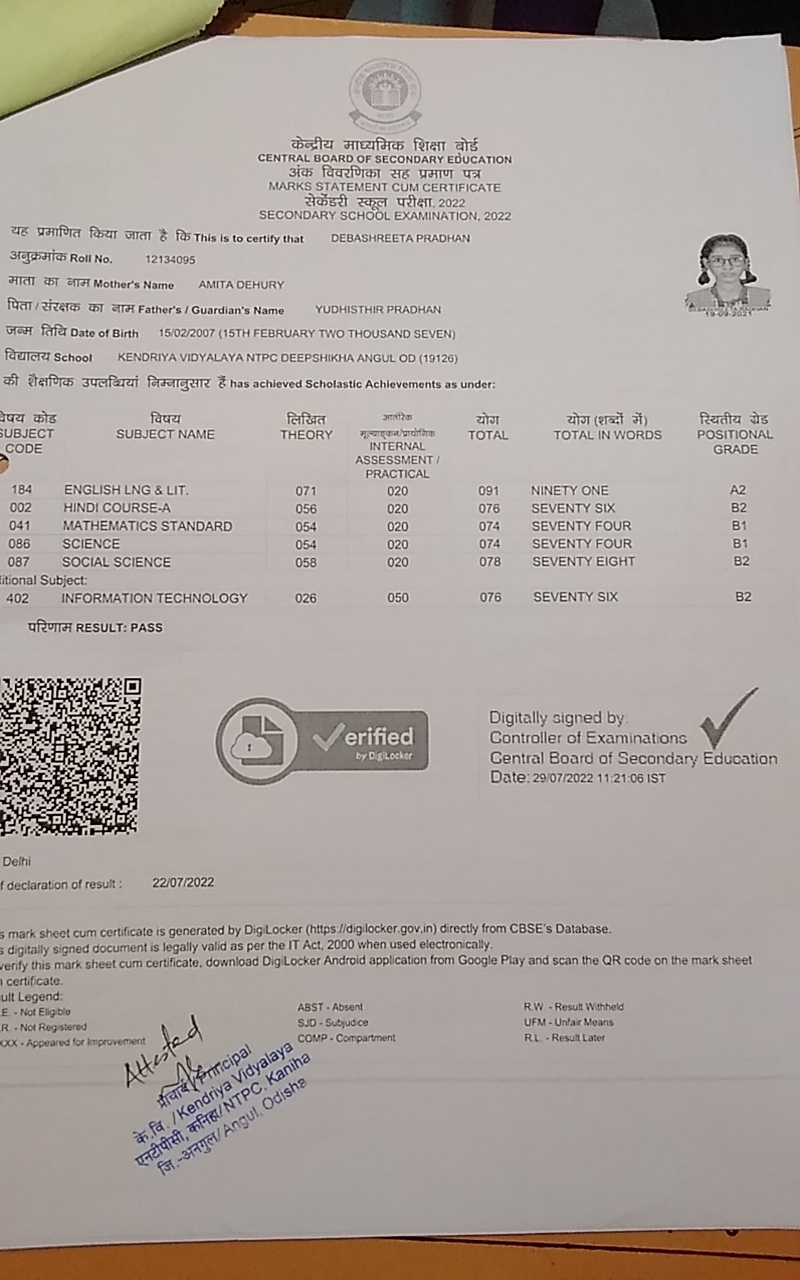 केन्द्रीय माध्यमिक शिक्षा बोर्ड
CENTRAL BOARD OF SECONDARY EDUCATION
अंक विवरणिका सह प्रमाण पत्र
MARKS STATEMENT CUM CERTIFICATE
सेकेंडरी स्कूल परीक्षा, 2022
SECONDARY SCHOOL EXAMINATION, 2022
यह प्रमाणित किया जाता है कि This is to certify that DEBASHREETA PRADHAN
अनुक्रमांक Roll No. 12134095
माता का नाम Mother's Name AMITA DEHURY
पिता / संरक्षक का नाम Father's / Guardian's Name YUDHISTHIR PRADHAN
19-09-2021
जन्म तिथि Date of Birth 15/02/2007 (15TH FEBRUARY TWO THOUSAND SEVEN)
विद्यालय School KENDRIYA VIDYALAYA NTPC DEEPSHIKHA ANGUL OD (19126)
की शैक्षणिक उपलब्धियां निम्नानुसार हैं has achieved Scholastic Achievements as under:
विषय कोड विषय लिखित आतंरिक योग योग (शब्दों में) स्थितीय ग्रेड
SUBJECT SUBJECT NAME THEORY मूल्याङ्कन/प्रायोगिक TOTAL TOTAL IN WORDS POSITIONAL
CODE INTERNAL GRADE
ASSESSMENT /
PRACTICAL
184 ENGLISH LNG & LIT. 071 020 091 NINETY ONE A2
002 HINDI COURSE-A 056 020 076 SEVENTY SIX B2
041 MATHEMATICS STANDARD 054 020 074 SEVENTY FOUR B1
086 SCIENCE 054 020 074 SEVENTY FOUR B1
087 SOCIAL SCIENCE 058 020 078 SEVENTY EIGHT B2
itional Subject:
402 INFORMATION TECHNOLOGY 026 050 076 SEVENTY SIX B2
परिणाम RESULT: PASS
Verified
by DigiLocker
Digitally signed by:
Controller of Examinations
Central Board of Secondary Education
Date: 29/07/2022 11:21:06 IST
Delhi
f declaration of result : 22/07/2022
s mark sheet cum certificate is generated by DigiLocker (https://digilocker.gov.in) directly from CBSE's Database.
s digitally signed document is legally valid as per the IT Act, 2000 when used electronically.
verify this mark sheet cum certificate, download DigiLocker Android application from Google Play and scan the QR code on the mark sheet
certificate.
ult Legend:
.E. - Not Eligible ABST - Absent R.W. - Result Withheld
.R. - Not Registered SJD - Subjudice UFM - Unfair Means
XXX - Appeared for Improvement COMP - Compartment R.L. - Result Later
Attested
प्राचार्य / Principal
के.वि. / Kendriya Vidyalaya
एनटीपीसी, कनिहा/NTPC, Kaniha
जि.-अनगुल/Angul, Odisha